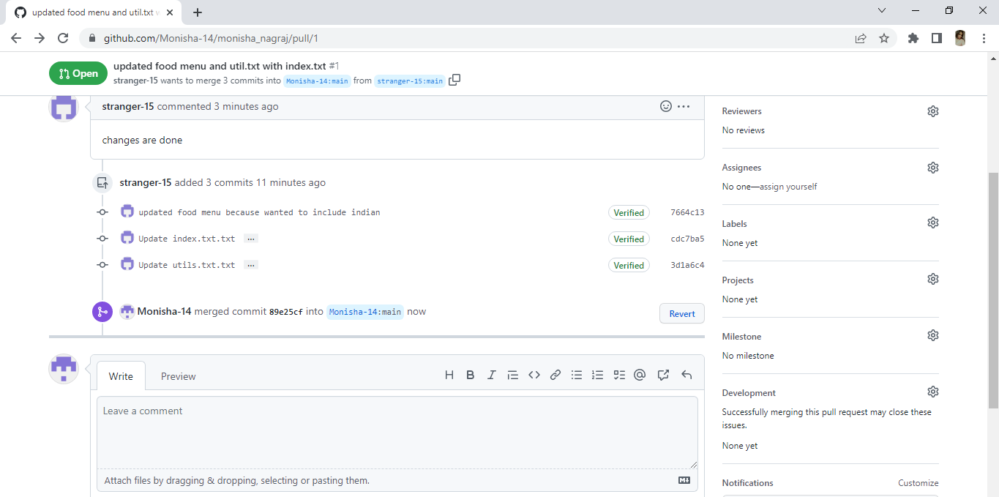 updated food menu and util.txt w
github.com/Monisha-14/monisha_nagraj/pull/1
Open
updated food menu and util.txt with index.txt #1
stranger-15 wants to merge 3 commits into Monisha-14:main from stranger-15:main
stranger-15 commented 3 minutes ago
changes are done
stranger-15 added 3 commits 11 minutes ago
updated food menu because wanted to include indian Verified 7664c13
Update index.txt.txt ... Verified cdc7ba5
Update utils.txt.txt ... Verified 3d1a6c4
Monisha-14 merged commit 89e25cf into Monisha-14:main now Revert
Write Preview
Leave a comment
Attach files by dragging & dropping, selecting or pasting them.
Reviewers
No reviews
Assignees
No one—assign yourself
Labels
None yet
Projects
None yet
Milestone
No milestone
Development
Successfully merging this pull request may close these
issues.
None yet
Notifications Customize